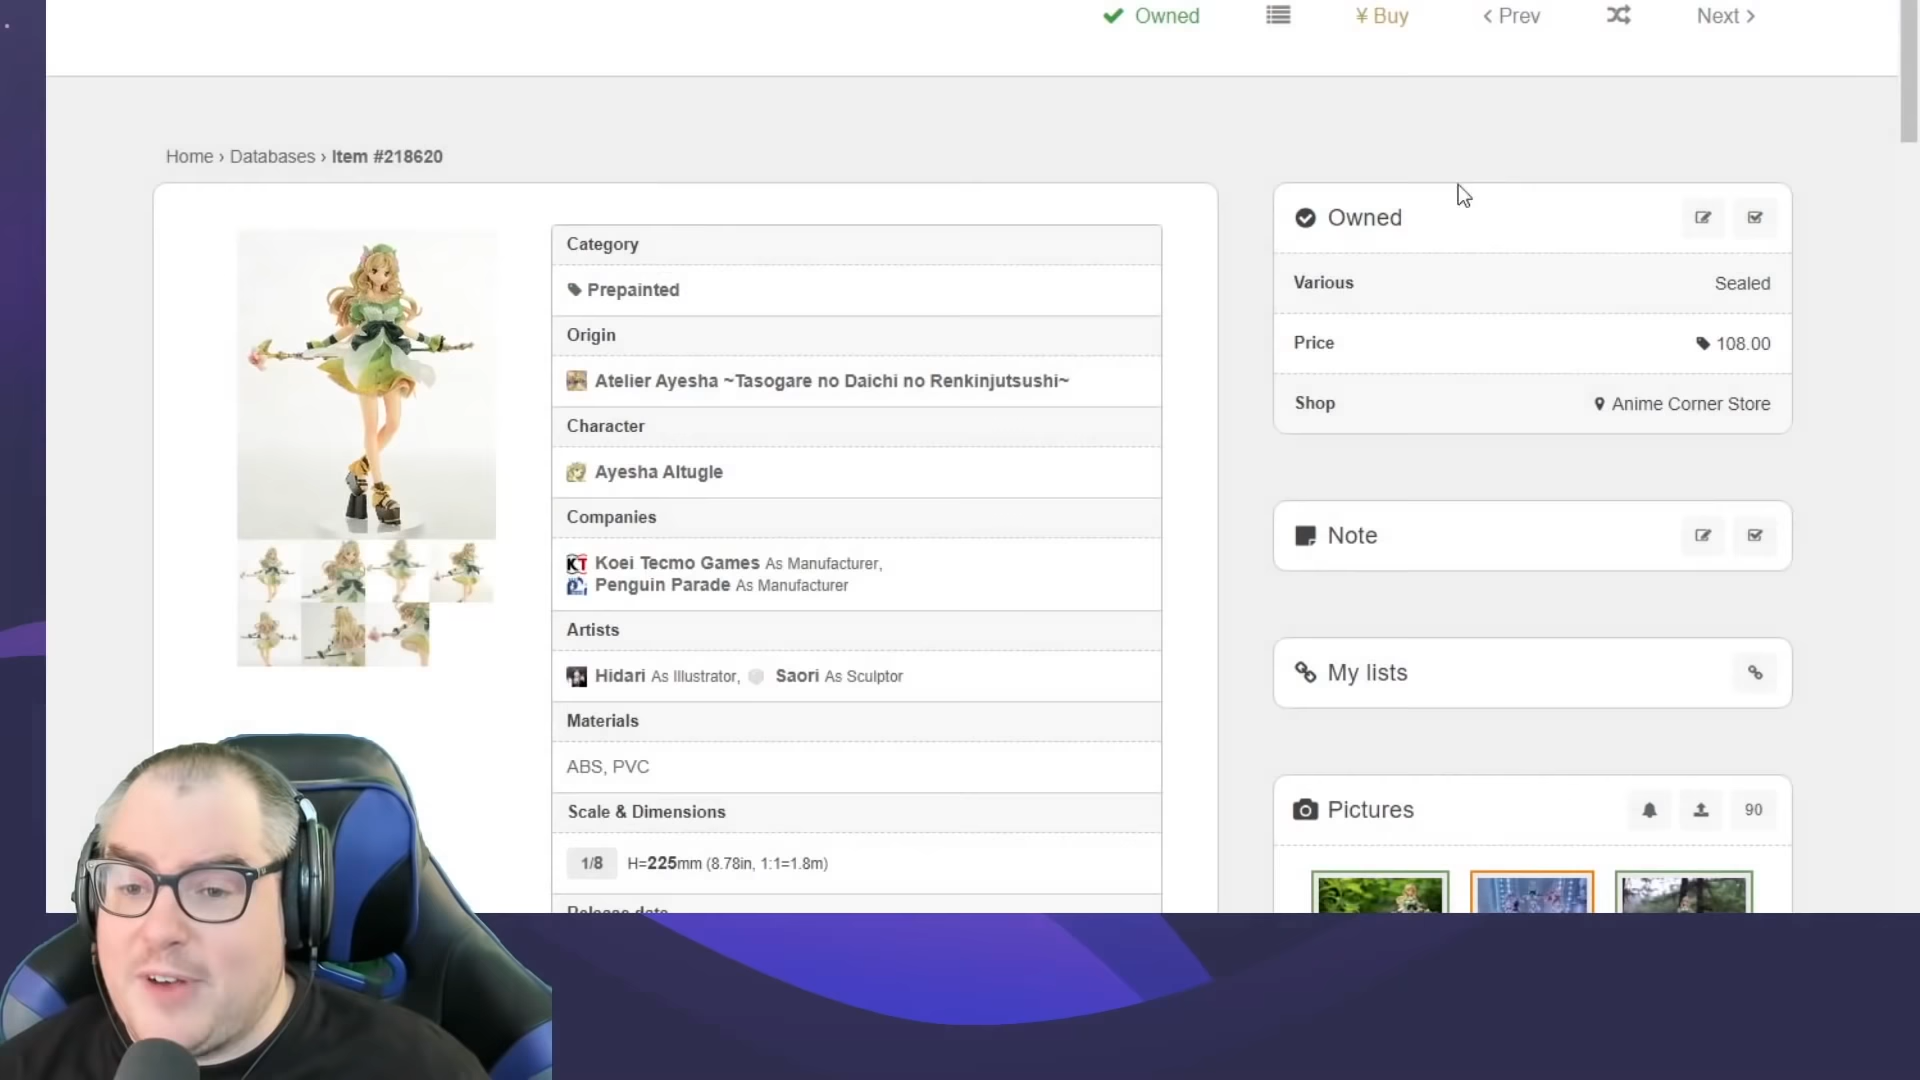 Owned
¥ Buy
< Prev
Next >
Home › Databases › Item #218620
Category
Prepainted
Origin
Atelier Ayesha ~Tasogare no Daichi no Renkinjutsushi~
Character
Ayesha Altugle
Companies
KT Koei Tecmo Games As Manufacturer,
Penguin Parade As Manufacturer
Artists
Hidari As Illustrator, Saori As Sculptor
Materials
ABS, PVC
Scale & Dimensions
1/8 H=225mm (8.78in, 1:1=1.8m)
Release date
Owned
Various Sealed
Price 108.00
Shop Anime Corner Store
Note
My lists
Pictures 90